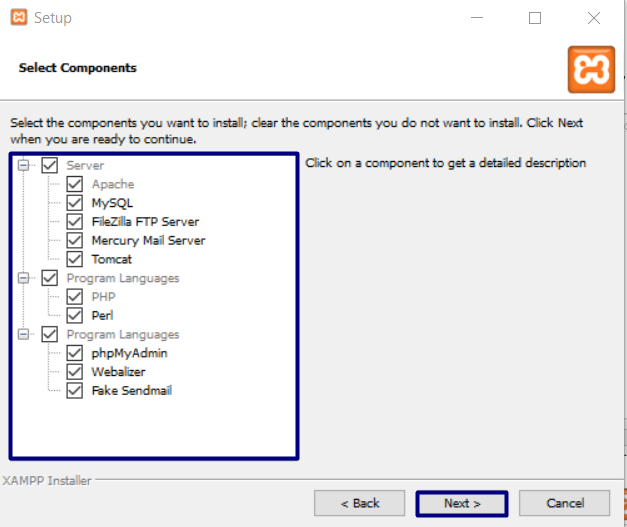 Setup
Select Components
Select the components you want to install; clear the components you do not want to install. Click Next
when you are ready to continue.
Server
Apache
MySQL
FileZilla FTP Server
Mercury Mail Server
Tomcat
Program Languages
PHP
Perl
Program Languages
phpMyAdmin
Webalizer
Fake Sendmail
Click on a component to get a detailed description
XAMPP Installer
< Back
Next >
Cancel